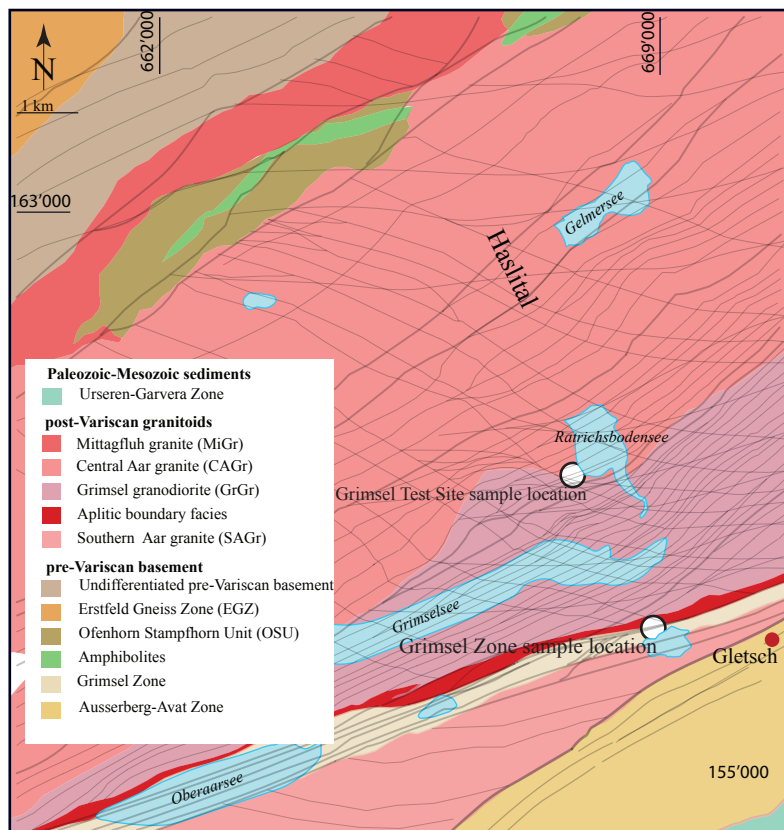 662'000
669'000
N
1 km
163'000
Gelmersee
Haslital
Paleozoic-Mesozoic sediments
Urseren-Garvera Zone
post-Variscan granitoids
Mittagfluh granite (MiGr)
Central Aar granite (CAGr)
Grimsel granodiorite (GrGr)
Aplitic boundary facies
Southern Aar granite (SAGr)
pre-Variscan basement
Undifferentiated pre-Variscan basement
Erstfeld Gneiss Zone (EGZ)
Ofenhorn Stampfhorn Unit (OSU)
Amphibolites
Grimsel Zone
Ausserberg-Avat Zone
Ratrichsbodensee
Grimsel Test Site sample location
Grimselsee
Grimsel Zone sample location
Gletsch
Oberaarsee
155'000